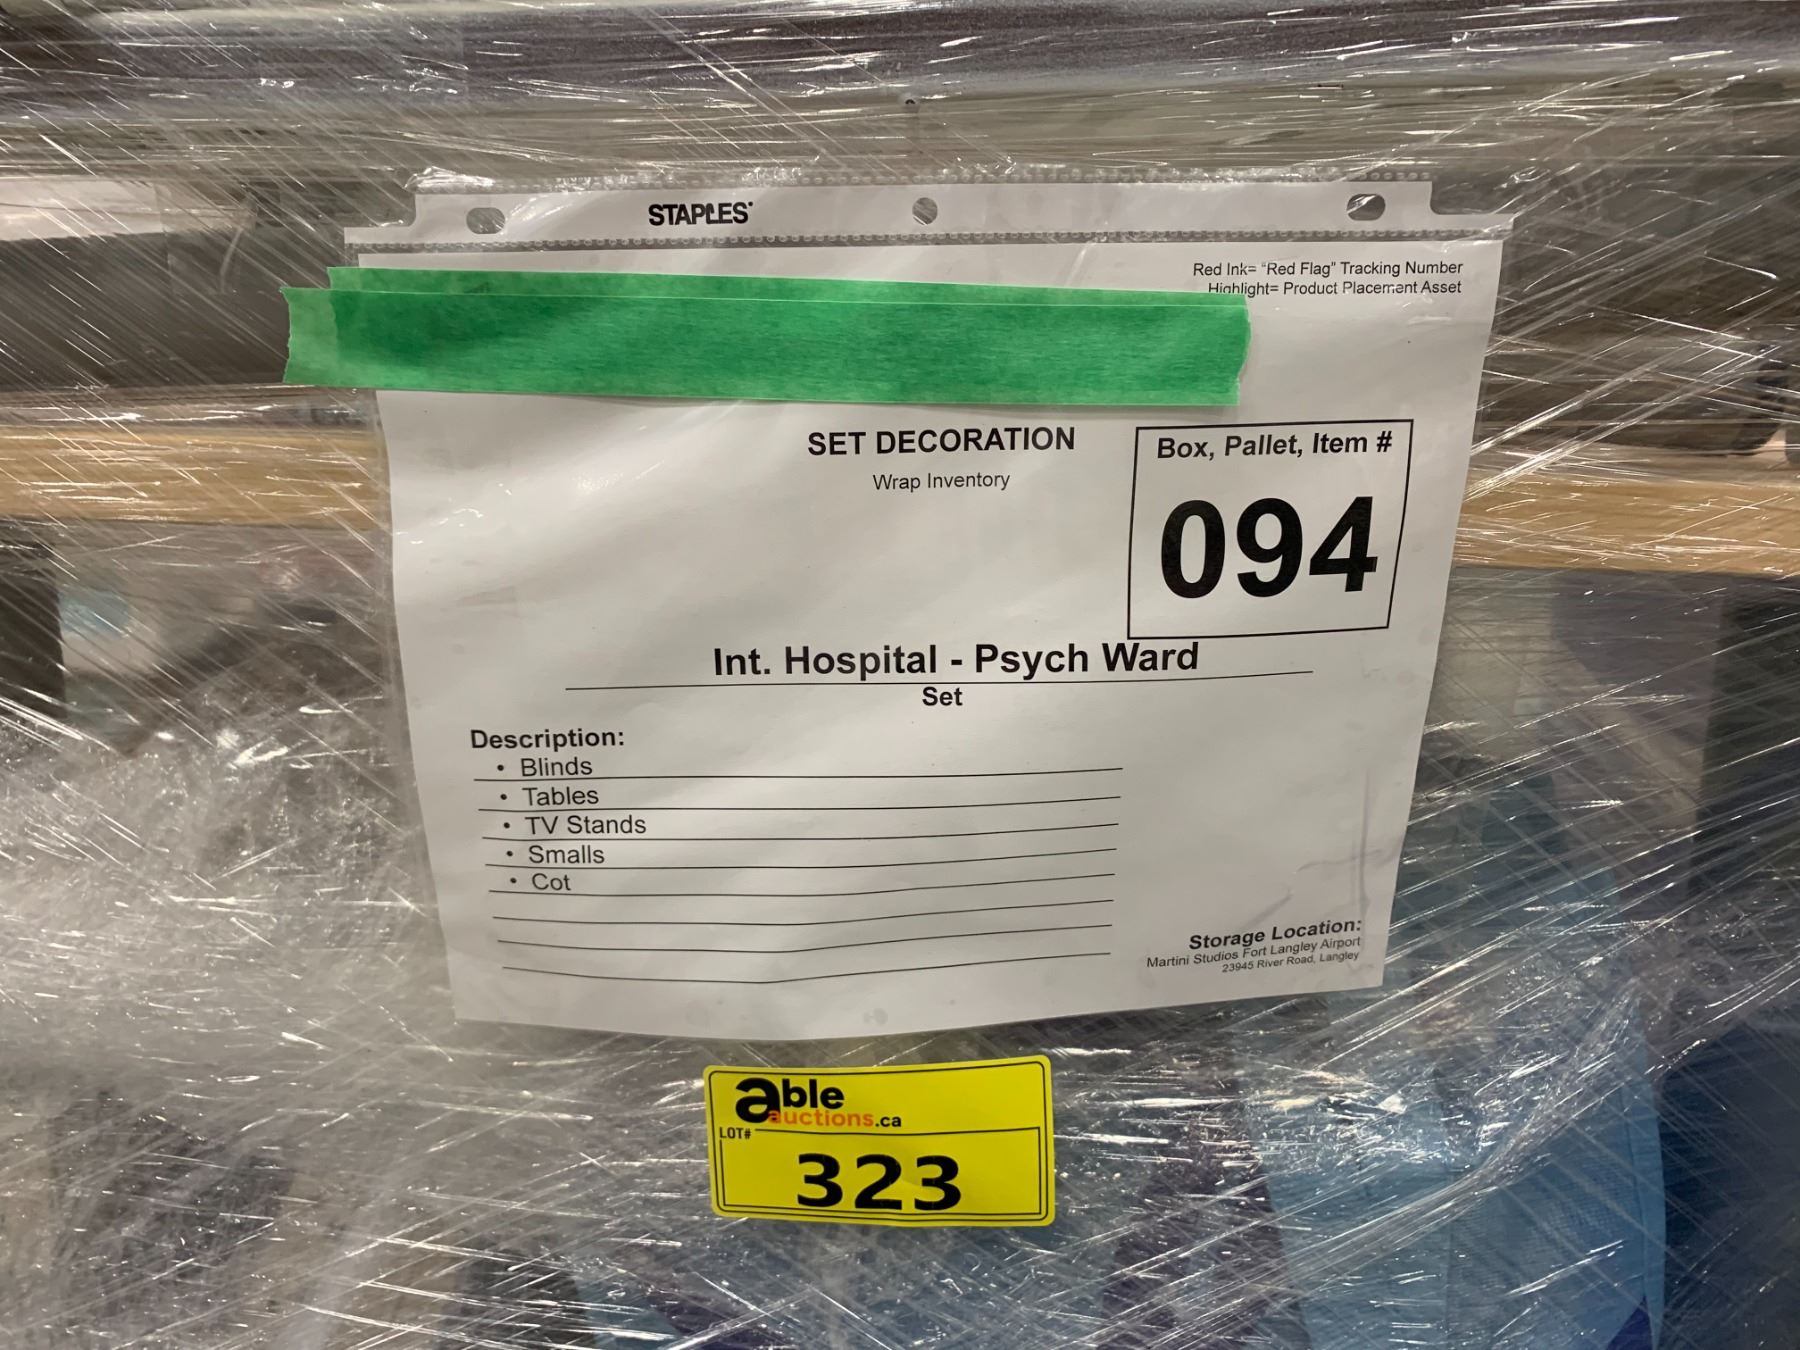 STAPLES
Red Ink= "Red Flag" Tracking Number
Highlight= Product Placement Asset
SET DECORATION
Wrap Inventory
Box, Pallet, Item #
094
Int. Hospital - Psych Ward
Set
Description:
• Blinds
• Tables
• TV Stands
• Smalls
• Cot
Storage Location:
Martini Studios Fort Langley Airport
23945 River Road, Langley
able
auctions.ca
LOT#
323